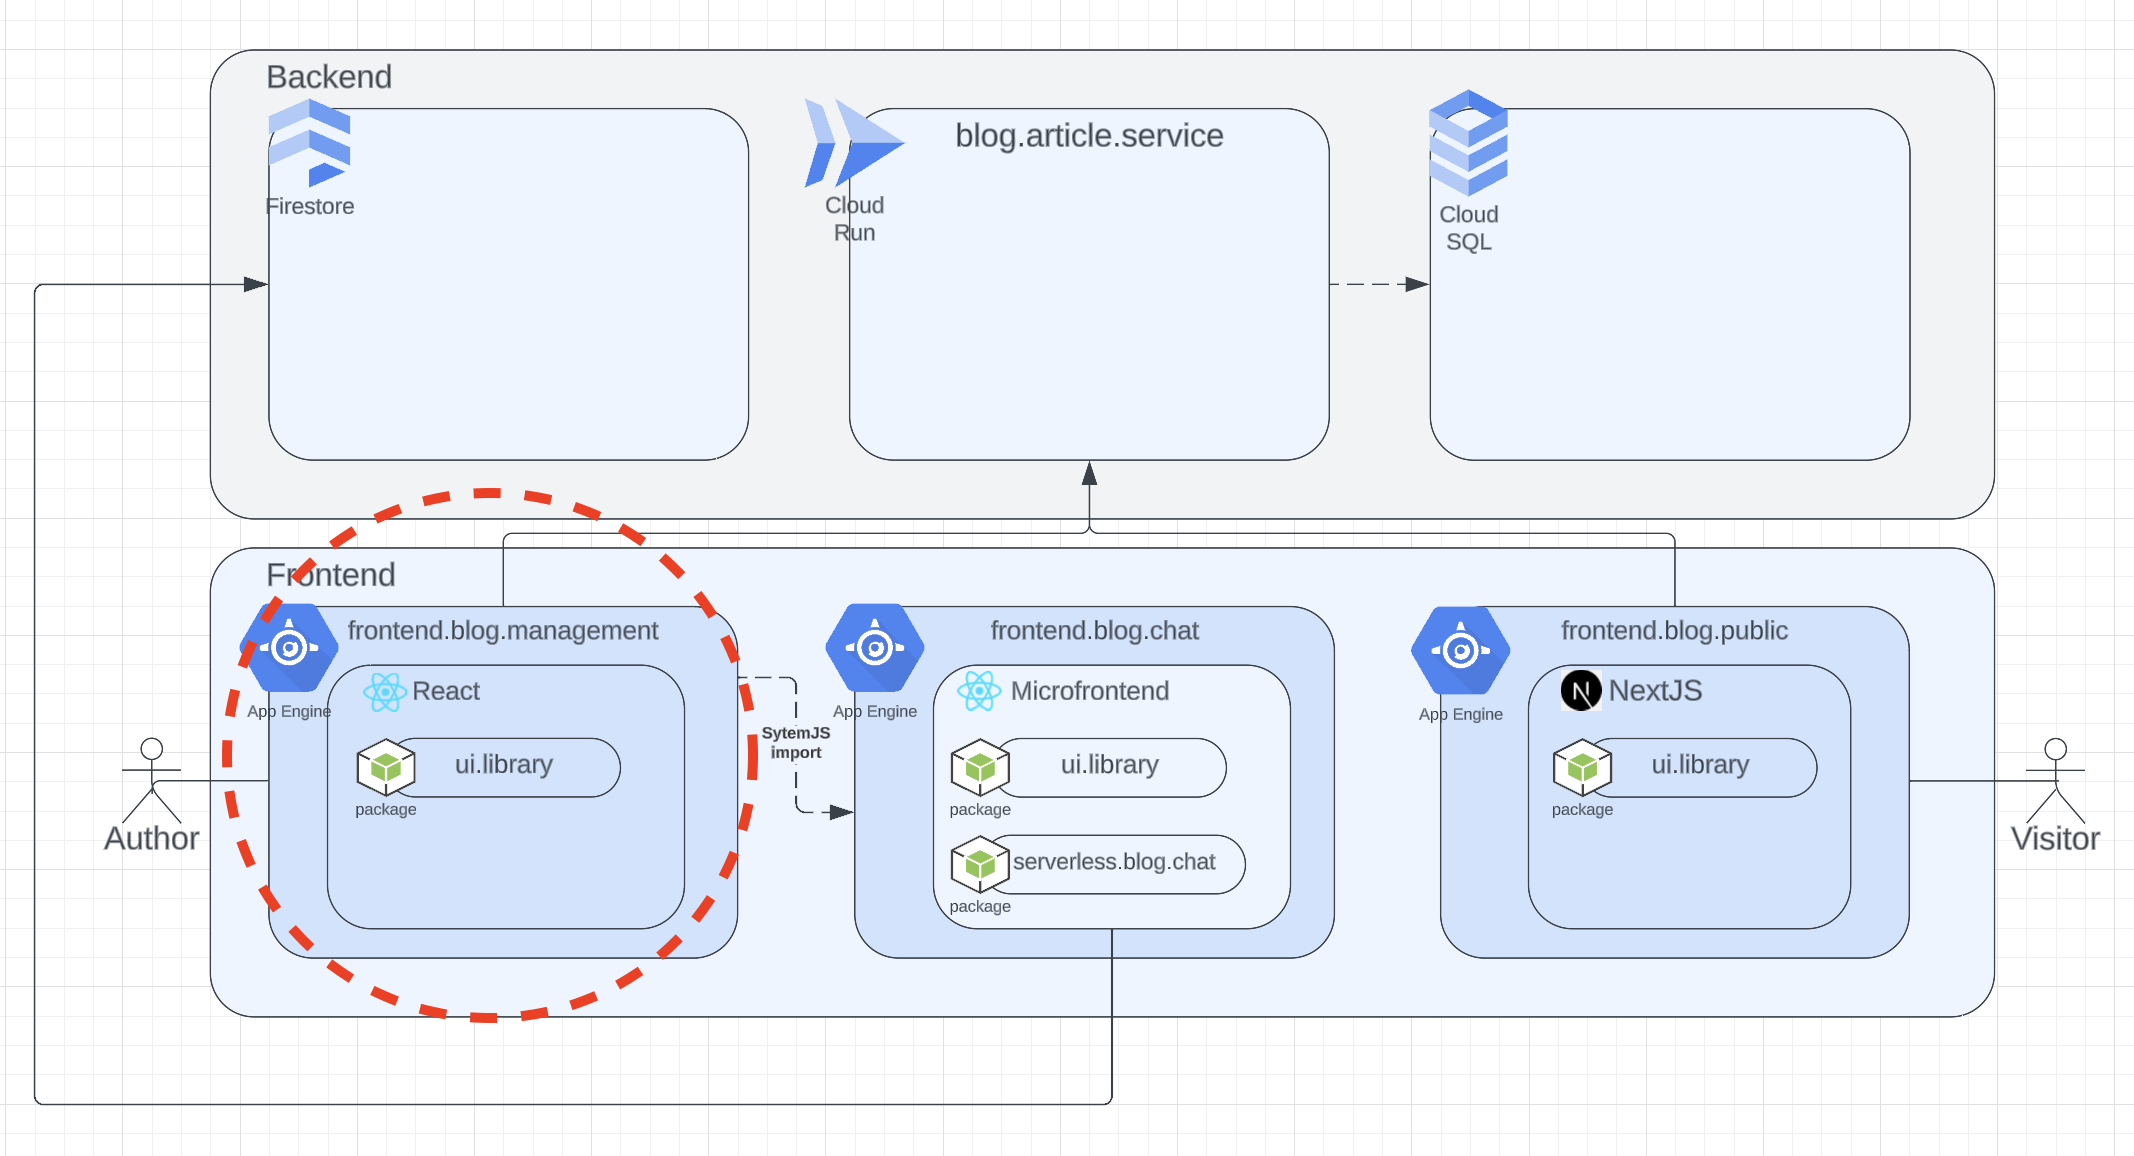 Backend
Firestore
Cloud
Run
blog.article.service
Cloud
SQL
Frontend
App Engine
frontend.blog.management
React
ui.library
package
SytemJS
import
App Engine
frontend.blog.chat
Microfrontend
ui.library
package
serverless.blog.chat
package
App Engine
frontend.blog.public
N
NextJS
ui.library
package
Author
Visitor